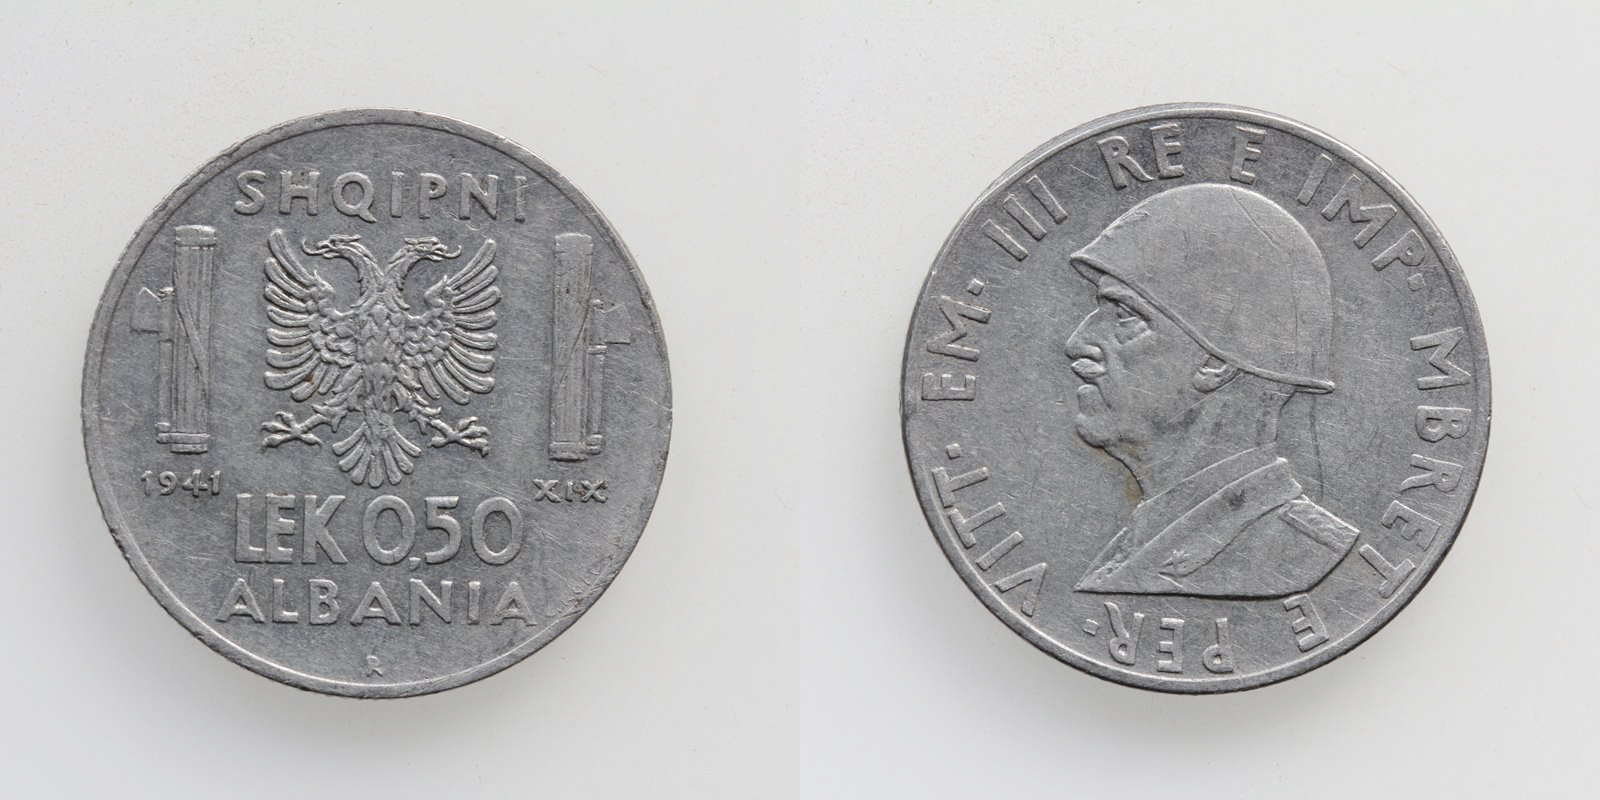 SHQIPNI
1941 XIX
LEK 0,50
ALBANIA
R
VITT. EM. III RE E IMP. MBRET E PER.